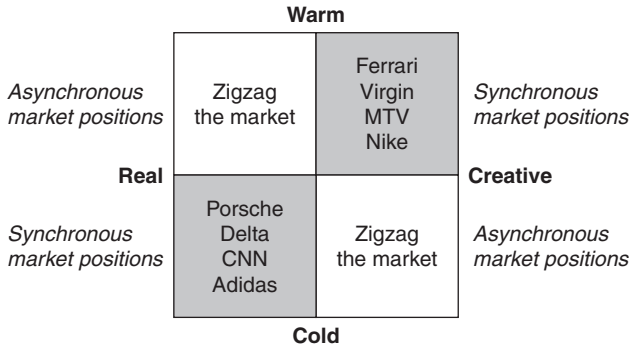 Warm
Asynchronous
market positions
Zigzag
the market
Ferrari
Virgin
MTV
Nike
Synchronous
market positions
Real
Creative
Synchronous
market positions
Porsche
Delta
CNN
Adidas
Zigzag
the market
Asynchronous
market positions
Cold